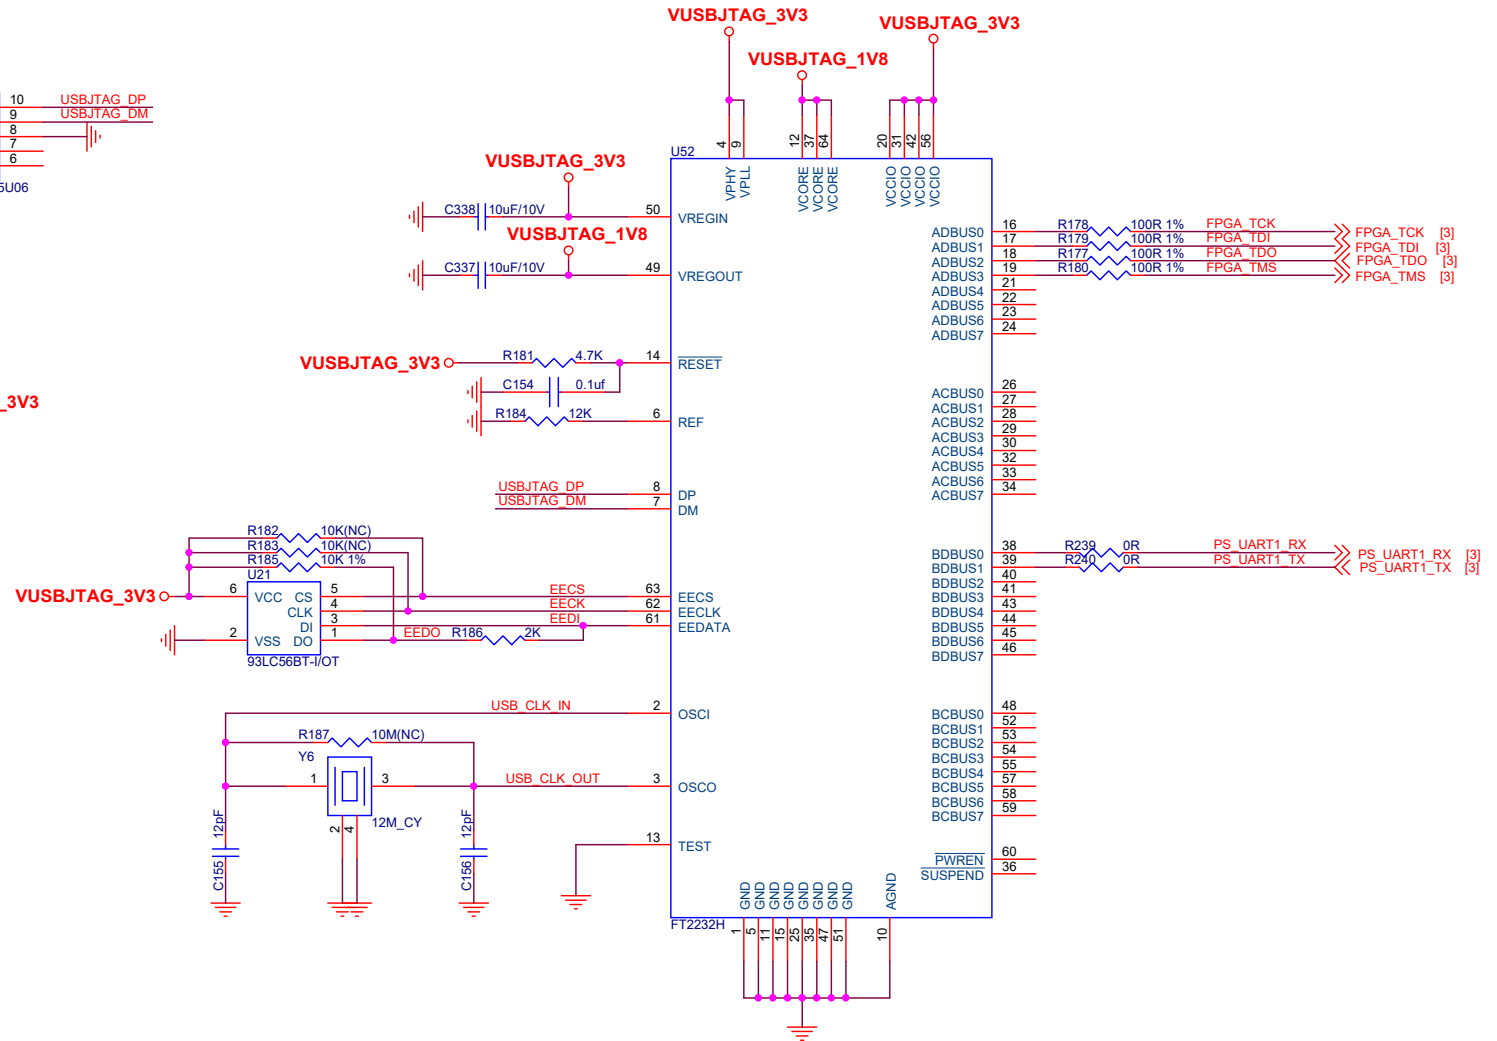 VUSBJTAG_3V3
VUSBJTAG_3V3
VUSBJTAG_1V8
10 USBJTAG_DP
9 USBJTAG_DM
8
7
6
5U06
_3V3
U52
4 9 12 37 64 20 31 42 56
VPHY VPLL VCORE VCORE VCORE VCCIO VCCIO VCCIO VCCIO
VUSBJTAG_3V3
C338 10uF/10V 50 VREGIN
VUSBJTAG_1V8
C337 10uF/10V 49 VREGOUT
VUSBJTAG_3V3 R181 4.7K 14 RESET
C154 0.1uf
R184 12K 6 REF
USBJTAG_DP 8 DP
USBJTAG_DM 7 DM
R182 10K(NC)
R183 10K(NC)
R185 10K 1%
U21
VUSBJTAG_3V3 6 VCC CS 5 EECS 63 EECS
CLK 4 EECK 62 EECLK
DI 3 EEDI 61 EEDATA
2 VSS DO 1 EEDO R186 2K
93LC56BT-I/OT
USB_CLK_IN 2 OSCI
R187 10M(NC)
Y6
1 3 USB_CLK_OUT 3 OSCO
12M_CY
2 4
12pF C155
12pF C156
13 TEST
ADBUS0 16 R178 100R 1% FPGA_TCK FPGA_TCK [3]
ADBUS1 17 R179 100R 1% FPGA_TDI FPGA_TDI [3]
ADBUS2 18 R177 100R 1% FPGA_TDO FPGA_TDO [3]
ADBUS3 19 R180 100R 1% FPGA_TMS FPGA_TMS [3]
ADBUS4 21
ADBUS5 22
ADBUS6 23
ADBUS7 24
ACBUS0 26
ACBUS1 27
ACBUS2 28
ACBUS3 29
ACBUS4 30
ACBUS5 32
ACBUS6 33
ACBUS7 34
BDBUS0 38 R239 0R PS_UART1_RX PS_UART1_RX [3]
BDBUS1 39 R240 0R PS_UART1_TX PS_UART1_TX [3]
BDBUS2 40
BDBUS3 41
BDBUS4 43
BDBUS5 44
BDBUS6 45
BDBUS7 46
BCBUS0 48
BCBUS1 52
BCBUS2 53
BCBUS3 54
BCBUS4 55
BCBUS5 57
BCBUS6 58
BCBUS7 59
PWREN 60
SUSPEND 36
GND GND GND GND GND GND GND GND AGND
FT2232H
1 5 11 15 25 35 47 51 10